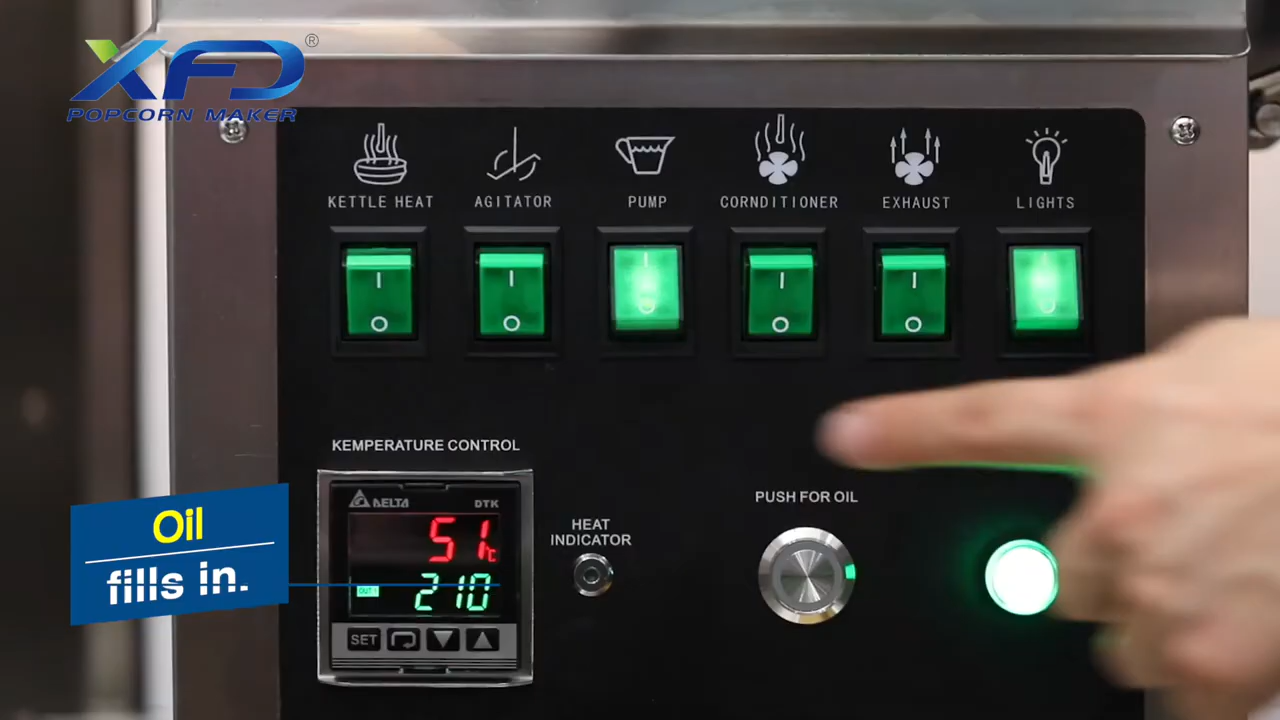 XFD®
POPCORN MAKER
KETTLE HEAT
AGITATOR
PUMP
CORNDITIONER
EXHAUST
LIGHTS
KEMPERATURE CONTROL
DELTA DTK
51℃
OUT1 210
SET
HEAT
INDICATOR
PUSH FOR OIL
Oil
fills in.